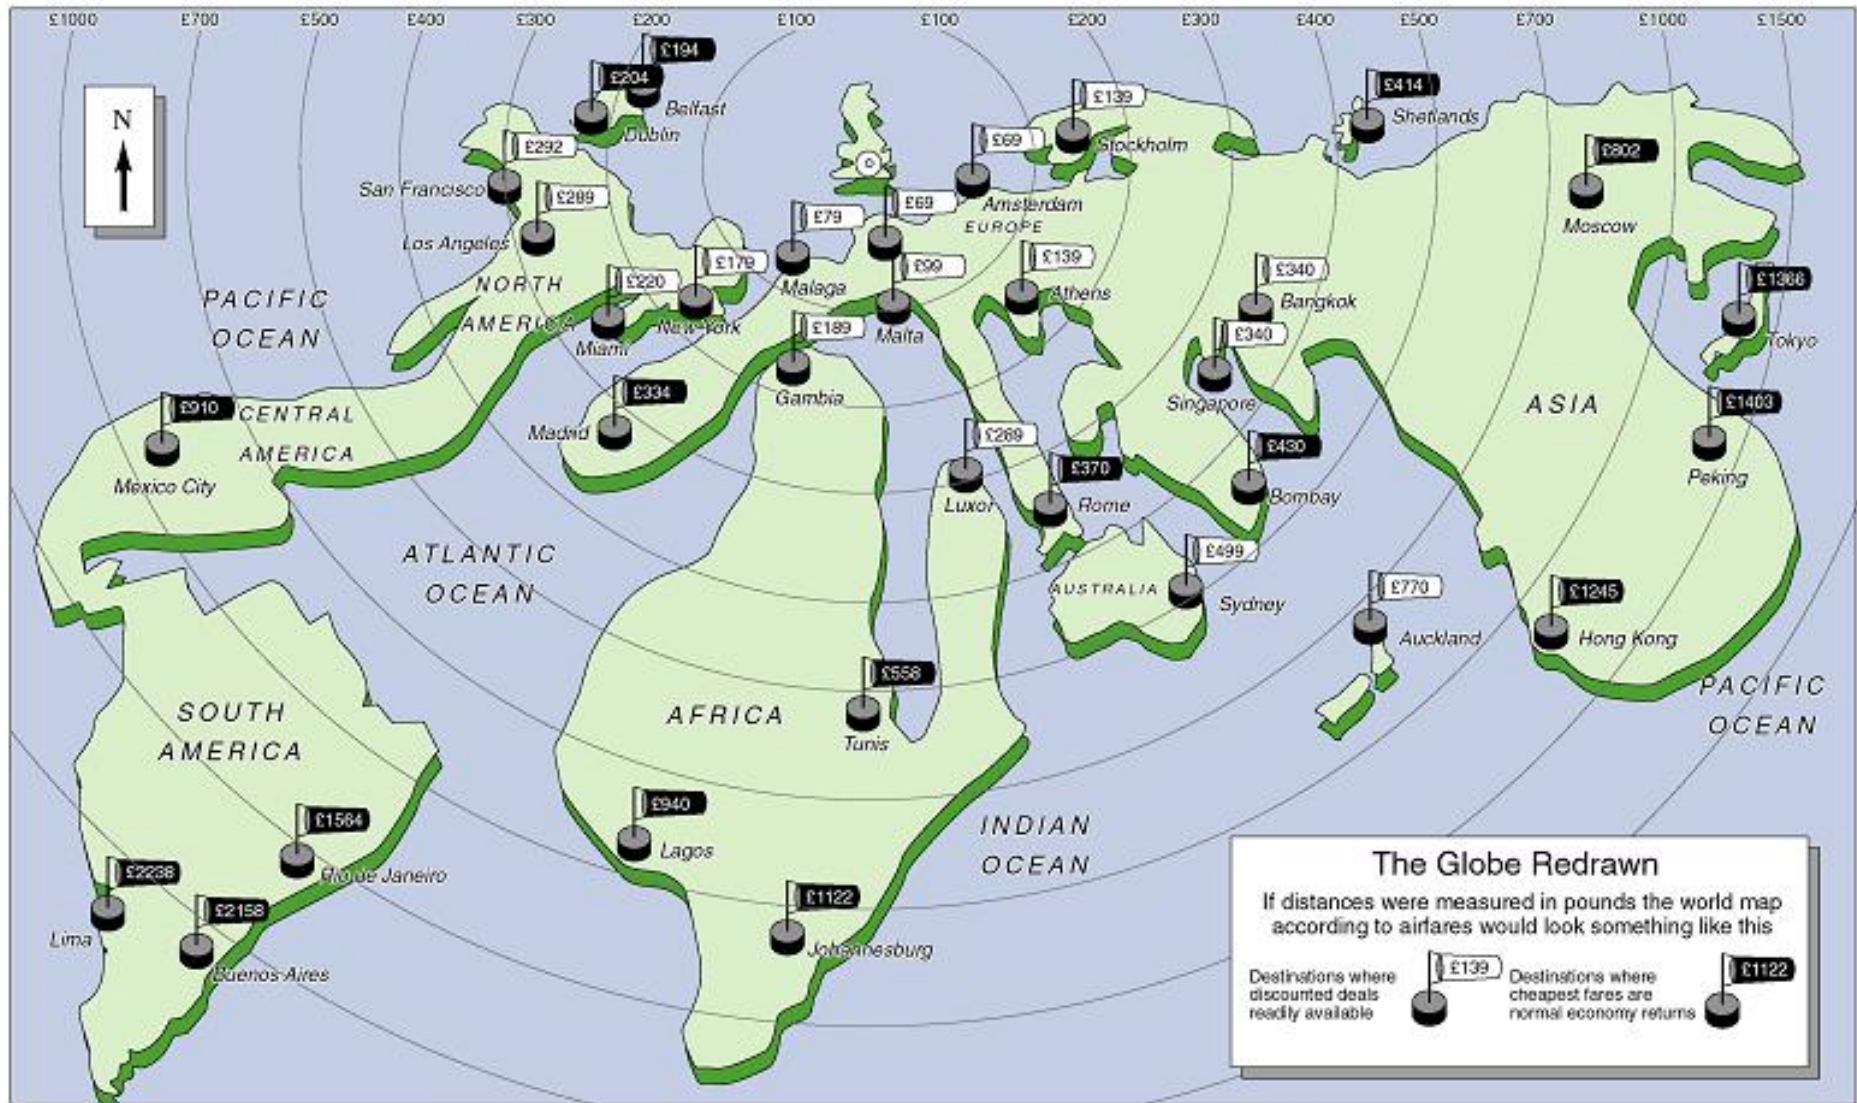 £1000 £700 £500 £400 £300 £200 £100 £100 £200 £300 £400 £500 £700 £1000 £1500
N
£194
Belfast
£204
Dublin
£292
San Francisco
£289
Los Angeles
NORTH
AMERICA
£220
Miami
£179
New York
£79
Malaga
£69
£99
Malta
£69
Amsterdam
EUROPE
£139
Stockholm
£139
Athens
£414
Shetlands
£802
Moscow
£1366
Tokyo
£1403
Peking
ASIA
£340
Bangkok
£340
Singapore
£430
Bombay
£189
Gambia
£334
Madrid
PACIFIC
OCEAN
£910
Mexico City
CENTRAL
AMERICA
ATLANTIC
OCEAN
£269
Luxor
£370
Rome
AUSTRALIA
£499
Sydney
£770
Auckland
£1245
Hong Kong
PACIFIC
OCEAN
SOUTH
AMERICA
AFRICA
£558
Tunis
£940
Lagos
£1122
Johannesburg
£1564
Rio de Janeiro
£2238
Lima
£2158
Buenos Aires
INDIAN
OCEAN
The Globe Redrawn
If distances were measured in pounds the world map
according to airfares would look something like this
Destinations where
discounted deals
readily available
£139
Destinations where
cheapest fares are
normal economy returns
£1122